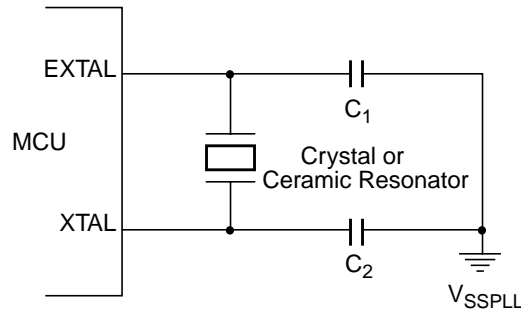 EXTAL
C1
MCU
Crystal or
Ceramic Resonator
XTAL
C2
VSSPLL